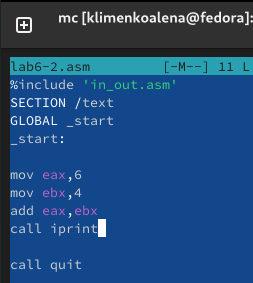 mc [klimenkoalena@fedora]:
lab6-2.asm [-M--] 11 L
%include 'in_out.asm'
SECTION /text
GLOBAL _start
_start:
mov eax,6
mov ebx,4
add eax,ebx
call iprint
call quit